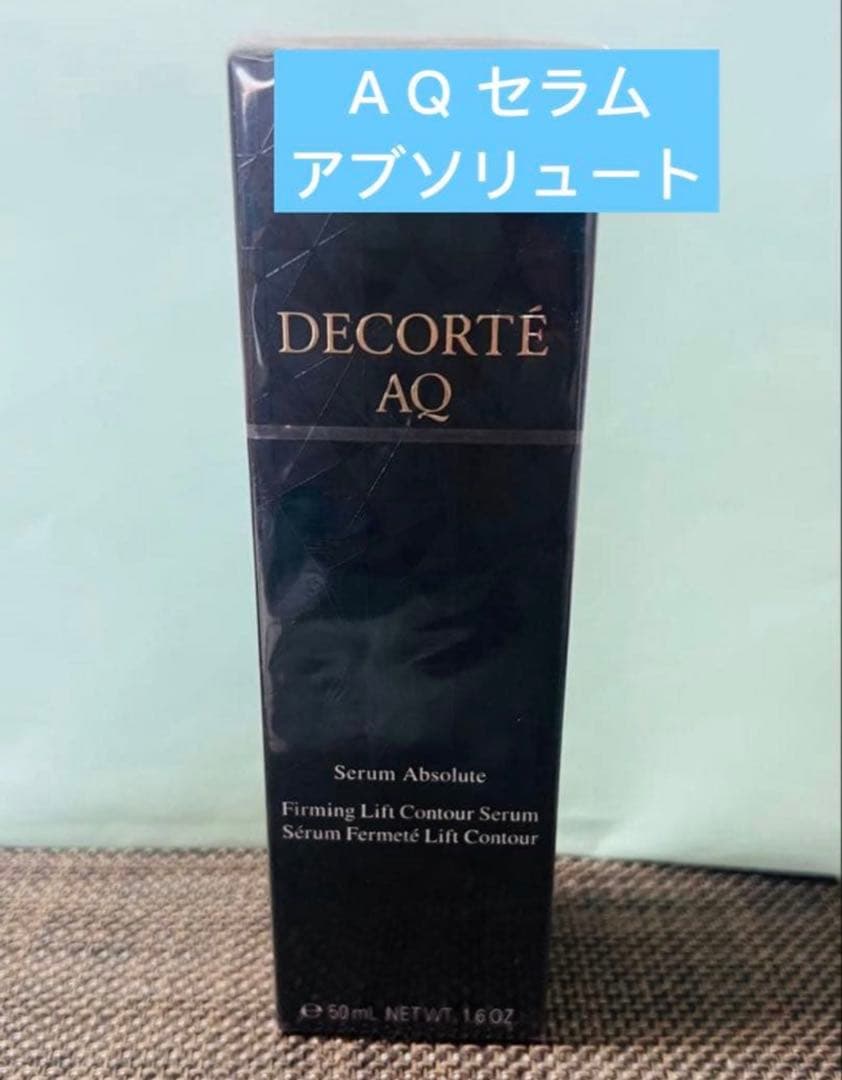 AQ セラム
アブソリュート
DECORTÉ
AQ
Serum Absolute
Firming Lift Contour Serum
Sérum Fermeté Lift Contour
℮ 50 mL NET WT. 1.6 OZ